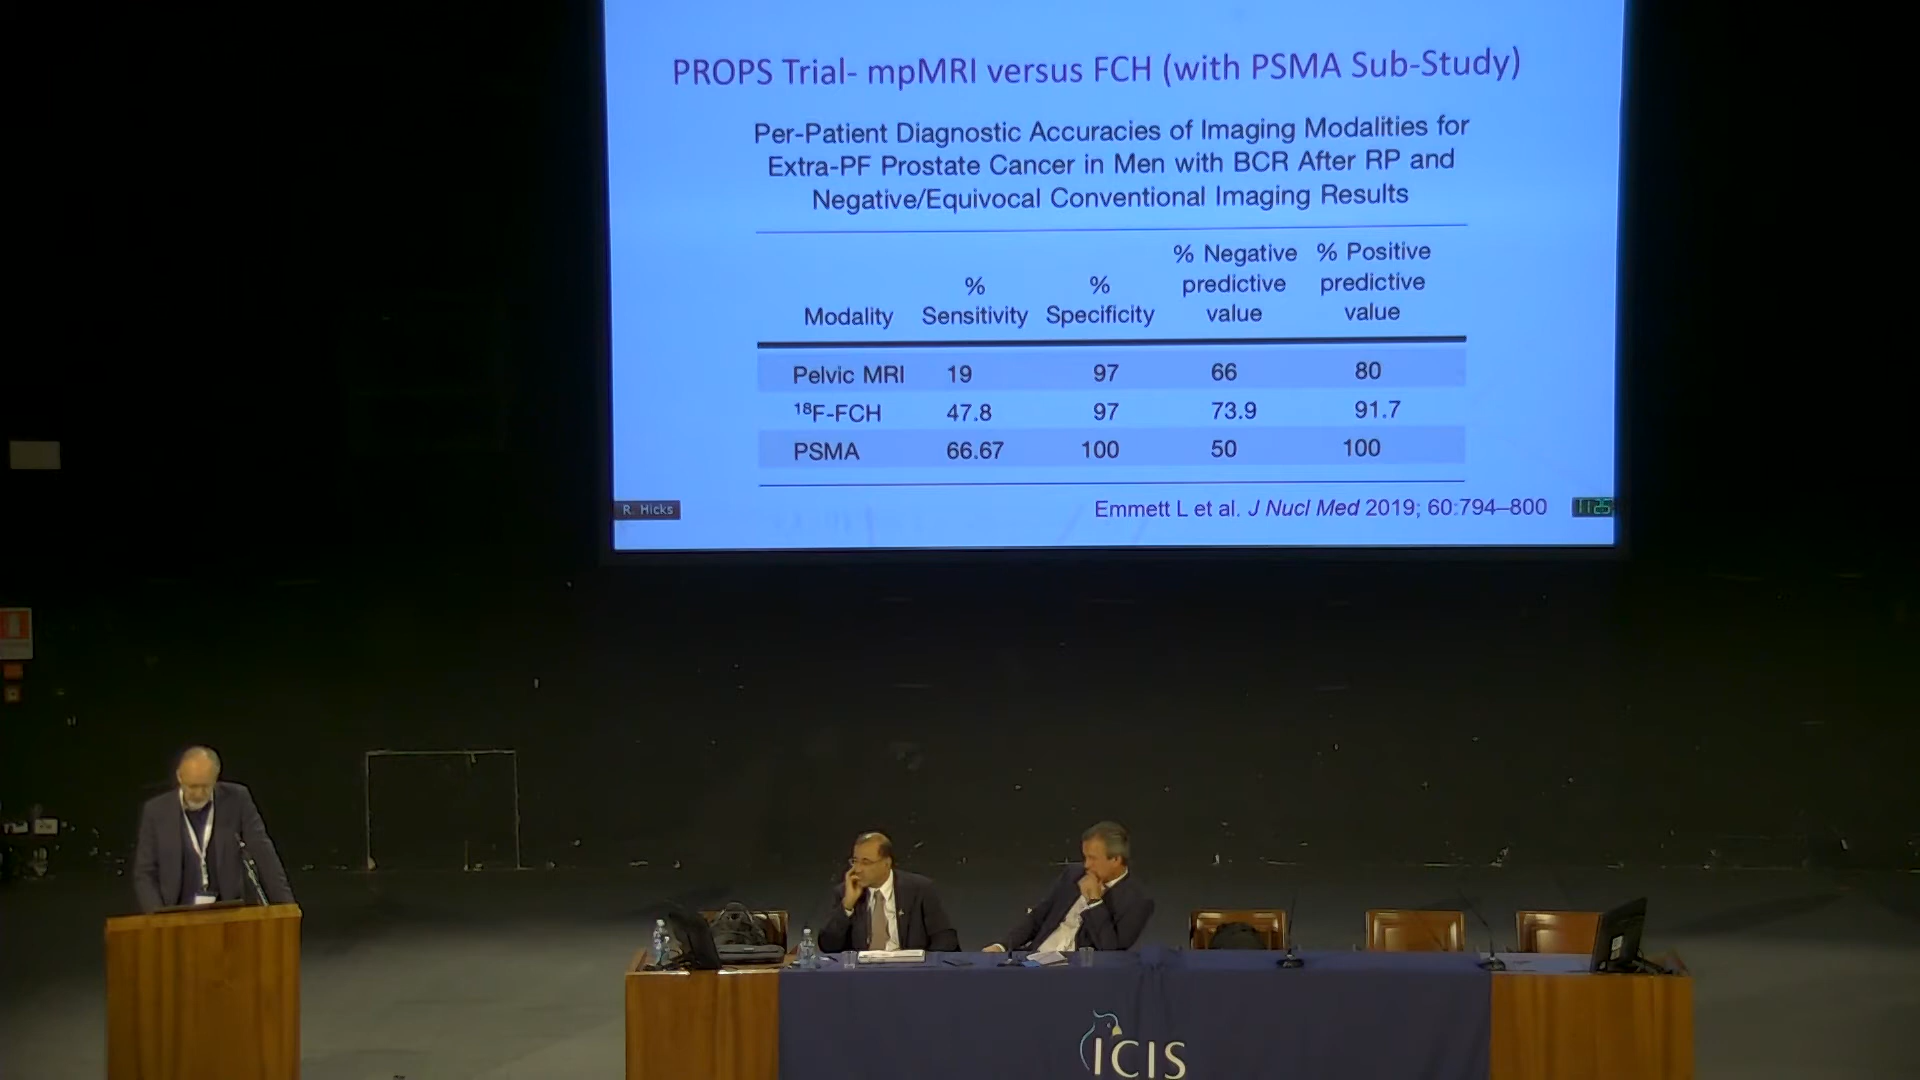 PROPS Trial- mpMRI versus FCH (with PSMA Sub-Study)
Per-Patient Diagnostic Accuracies of Imaging Modalities for
Extra-PF Prostate Cancer in Men with BCR After RP and
Negative/Equivocal Conventional Imaging Results
Modality % Sensitivity % Specificity % Negative predictive value % Positive predictive value
Pelvic MRI 19 97 66 80
¹⁸F-FCH 47.8 97 73.9 91.7
PSMA 66.67 100 50 100
Emmett L et al. J Nucl Med 2019; 60:794–800
R. Hicks
11:25
ICIS